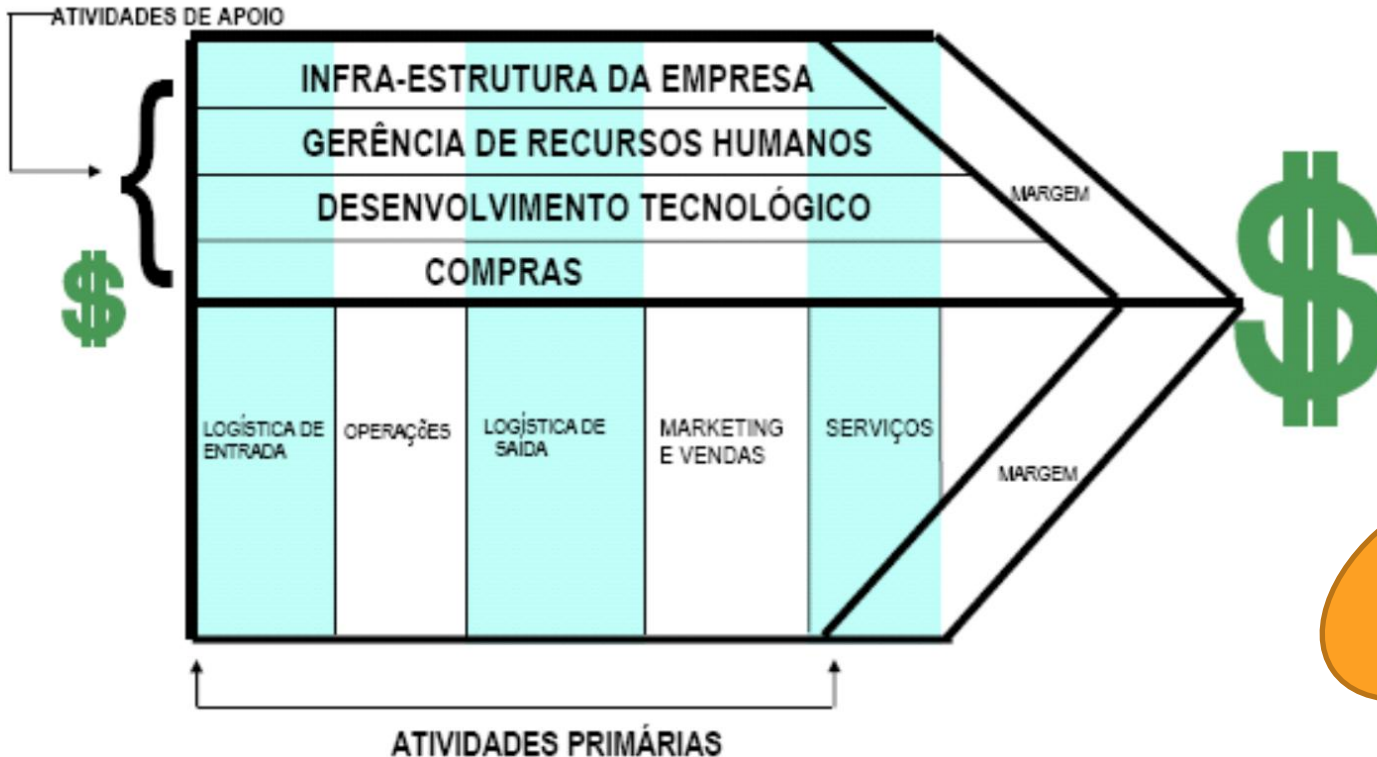 ATIVIDADES DE APOIO
INFRA-ESTRUTURA DA EMPRESA
GERÊNCIA DE RECURSOS HUMANOS
DESENVOLVIMENTO TECNOLÓGICO
COMPRAS
MARGEM
$
$
LOGÍSTICA DE
ENTRADA
OPERAÇõES
LOGÍSTICA DE
SAÍDA
MARKETING
E VENDAS
SERVIÇOS
MARGEM
ATIVIDADES PRIMÁRIAS